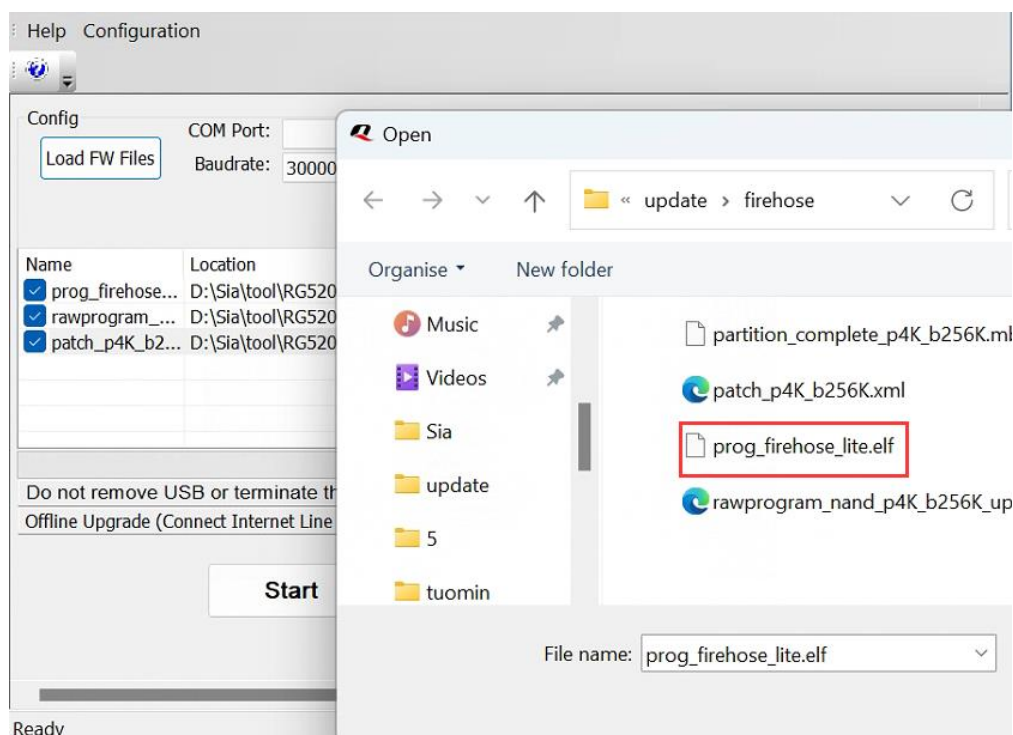 Help Configuration
Config
Load FW Files
COM Port:
Baudrate: 30000
Name Location
prog_firehose... D:\Sia\tool\RG520
rawprogram_... D:\Sia\tool\RG520
patch_p4K_b2... D:\Sia\tool\RG520
Do not remove USB or terminate th
Offline Upgrade (Connect Internet Line
Start
Ready
Open
« update › firehose
Organise New folder
Music
Videos
Sia
update
5
tuomin
partition_complete_p4K_b256K.mb
patch_p4K_b256K.xml
prog_firehose_lite.elf
rawprogram_nand_p4K_b256K_up
File name: prog_firehose_lite.elf